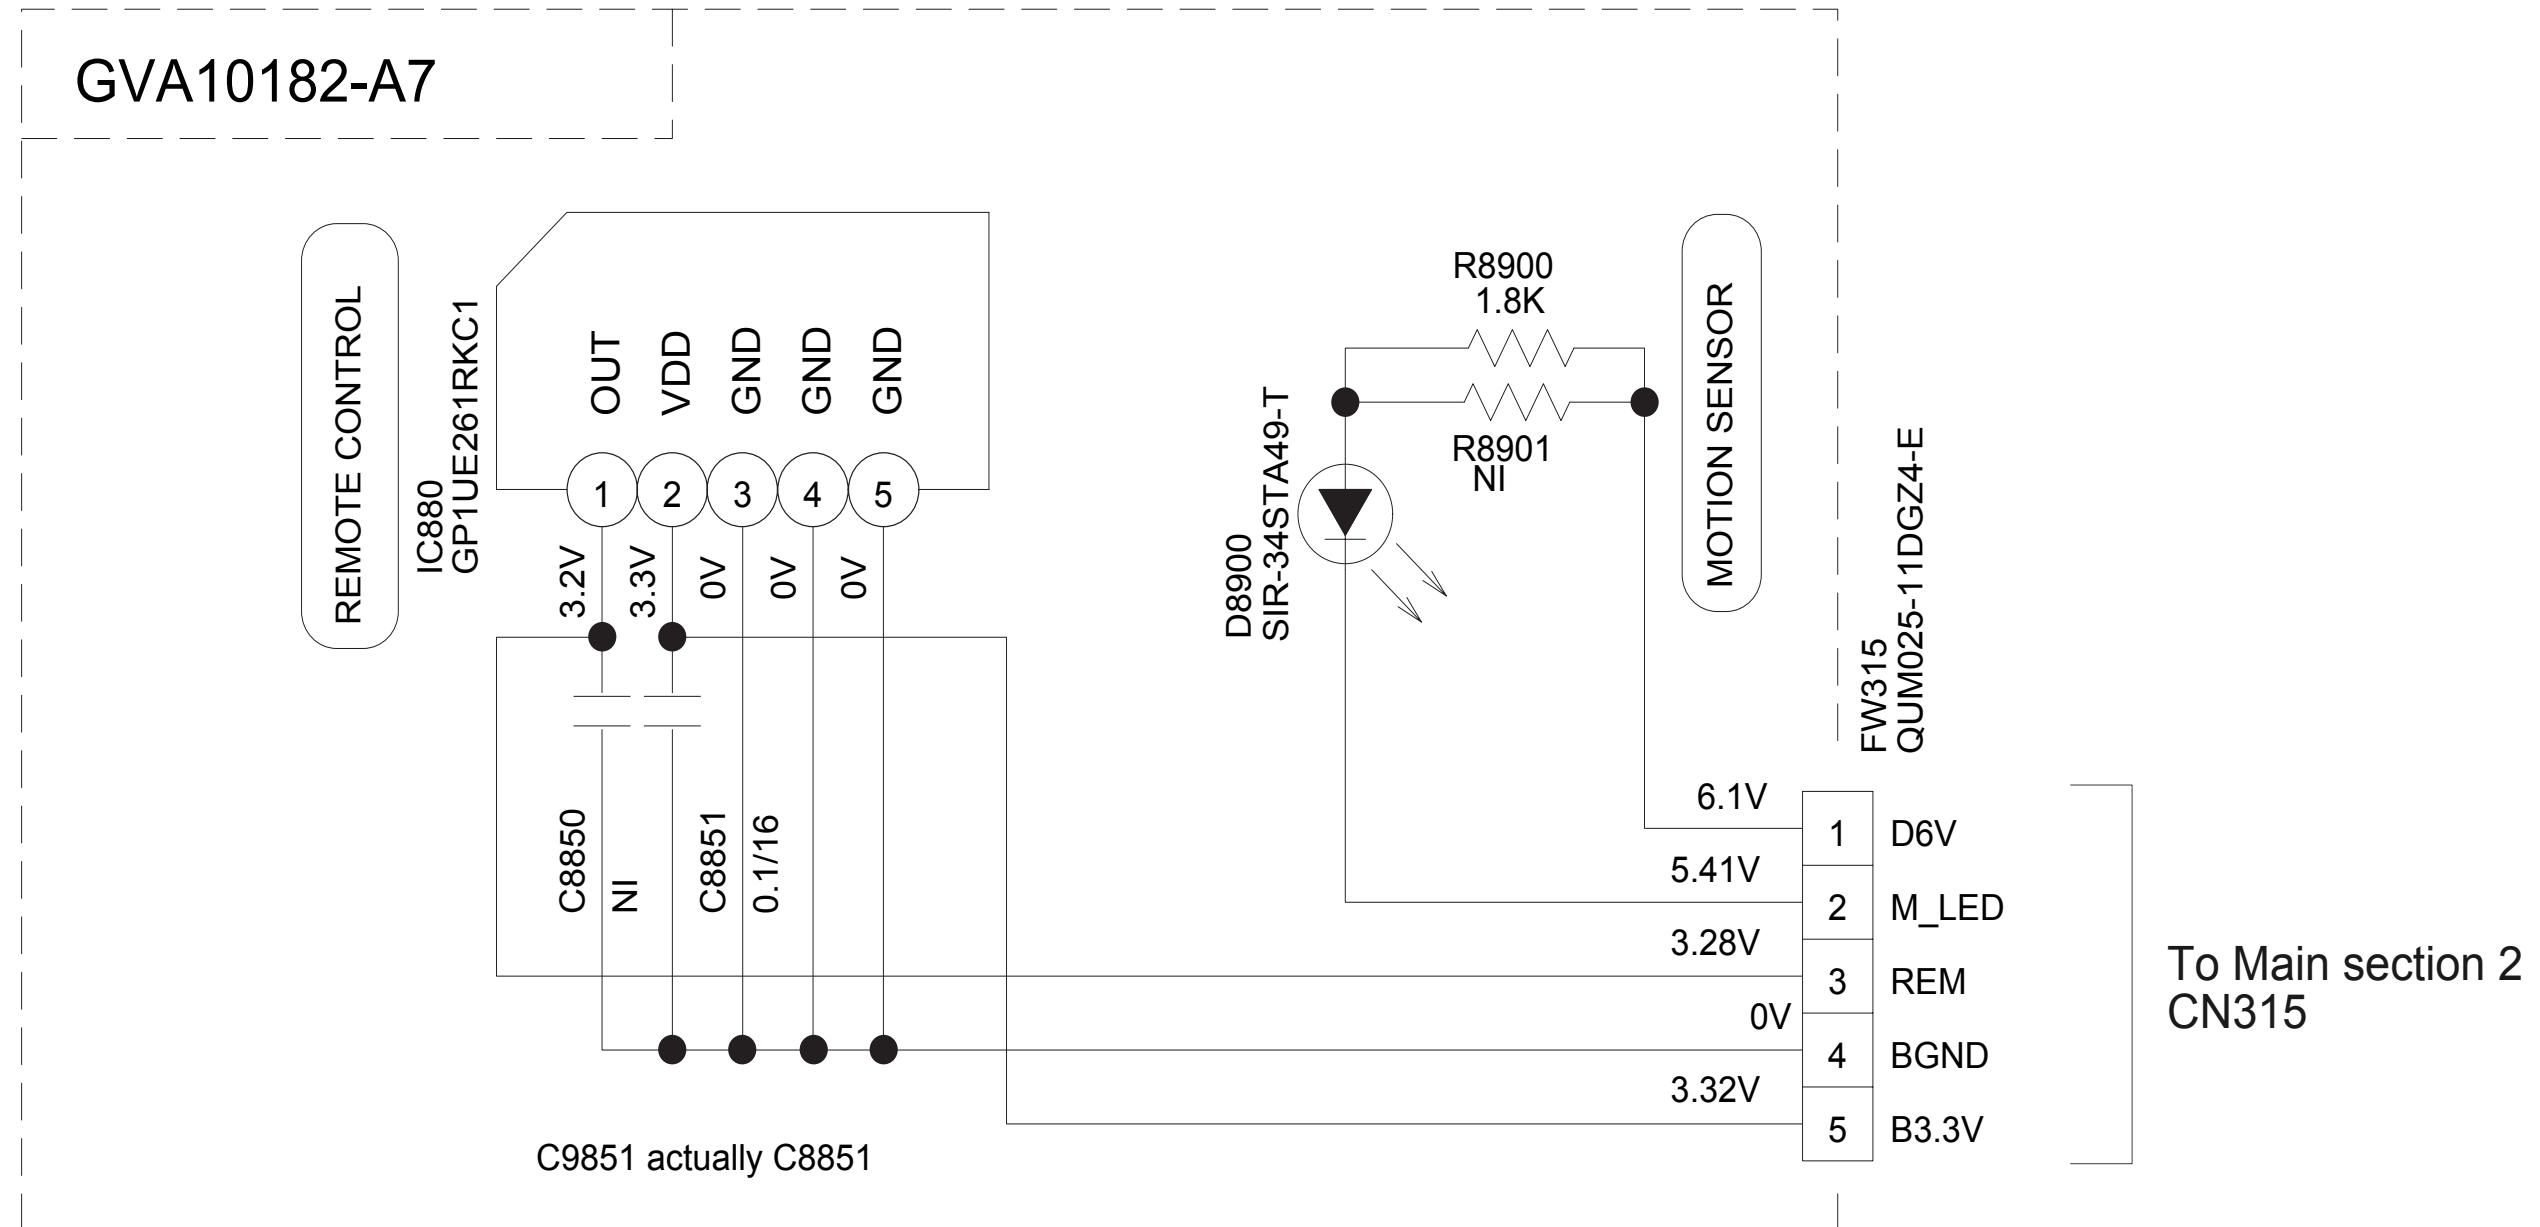 GVA10182-A7
REMOTE CONTROL
IC880
GP1UE261RKC1
OUT
VDD
GND
GND
GND
1
2
3
4
5
3.2V
3.3V
0V
0V
0V
C8850
NI
C8851
0.1/16
C9851 actually C8851
R8900
1.8K
R8901
NI
D8900
SIR-34STA49-T
MOTION SENSOR
FW315
QUM025-11DGZ4-E
6.1V
1 D6V
5.41V
2 M_LED
3.28V
3 REM
0V
4 BGND
3.32V
5 B3.3V
To Main section 2
CN315